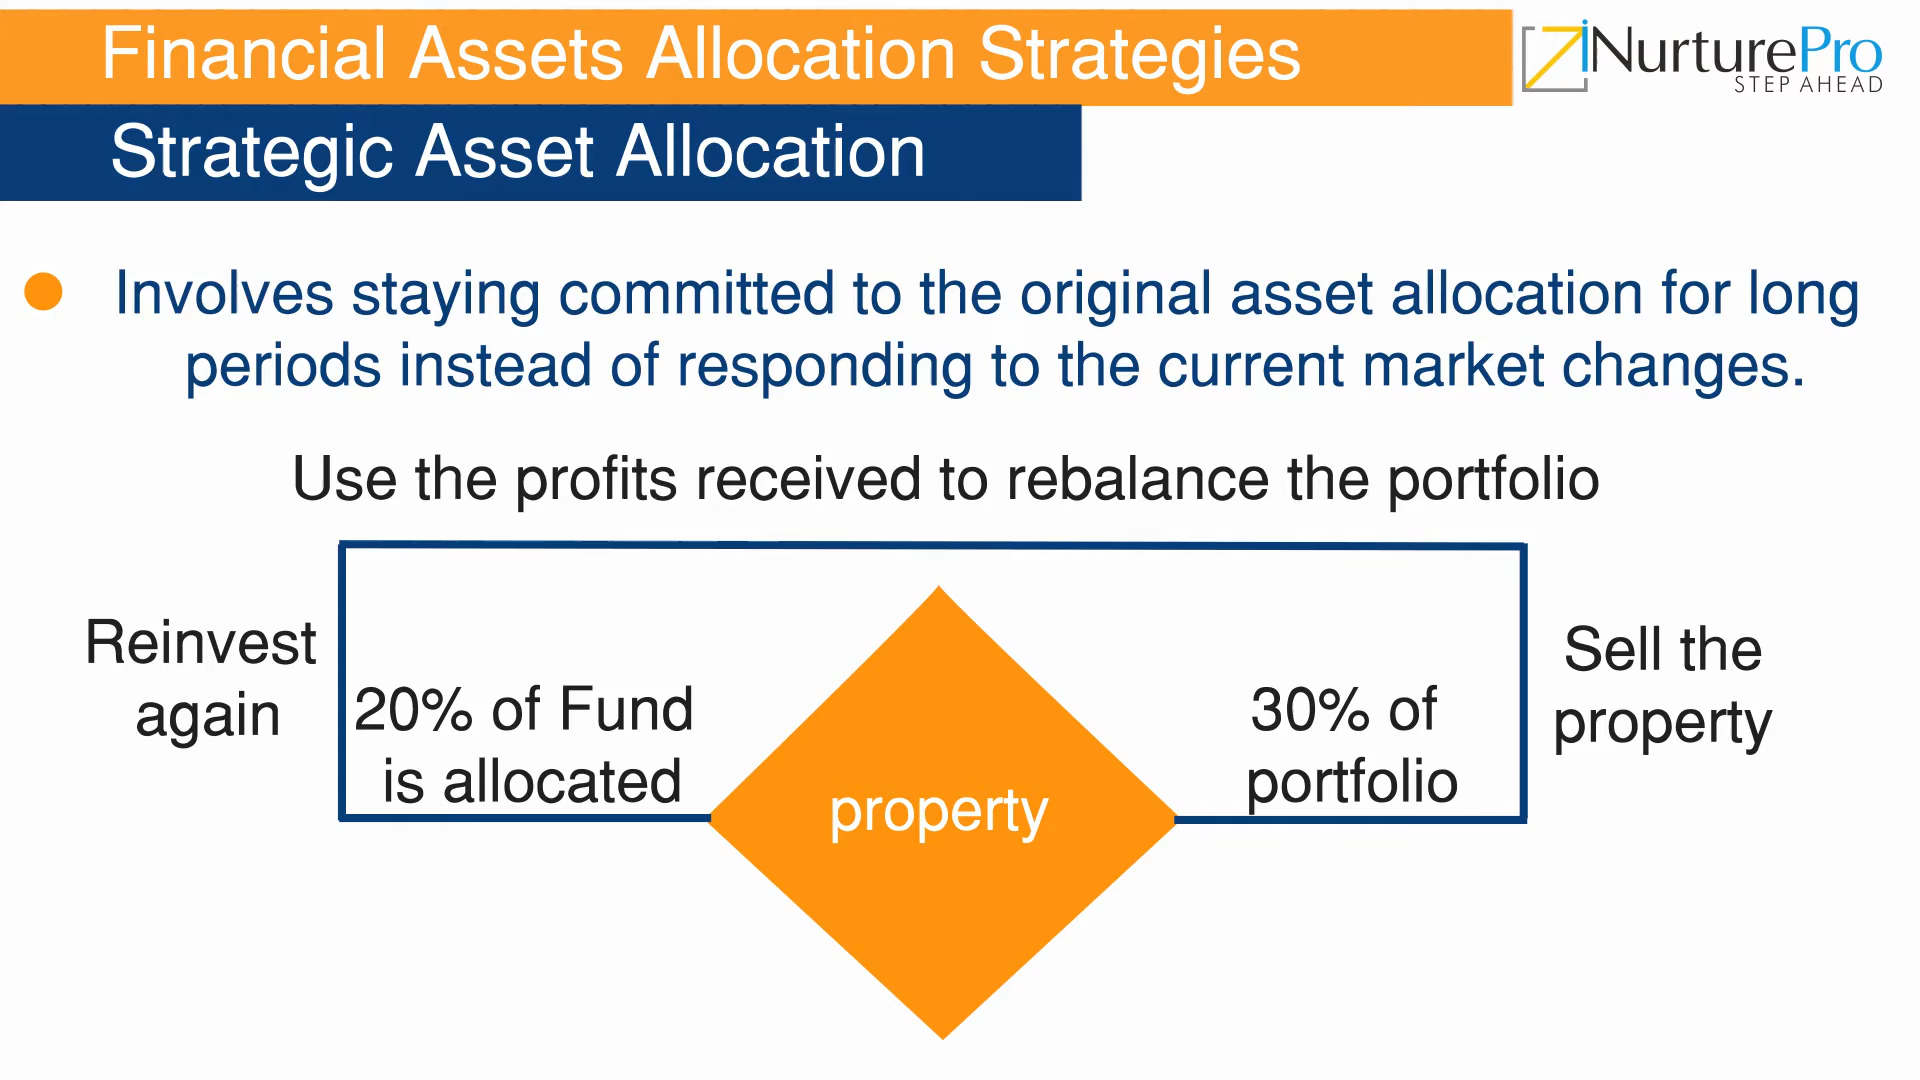 Financial Assets Allocation Strategies
iNurturePro
STEP AHEAD
Strategic Asset Allocation
Involves staying committed to the original asset allocation for long
periods instead of responding to the current market changes.
Use the profits received to rebalance the portfolio
Reinvest
again
20% of Fund
is allocated
property
30% of
portfolio
Sell the
property